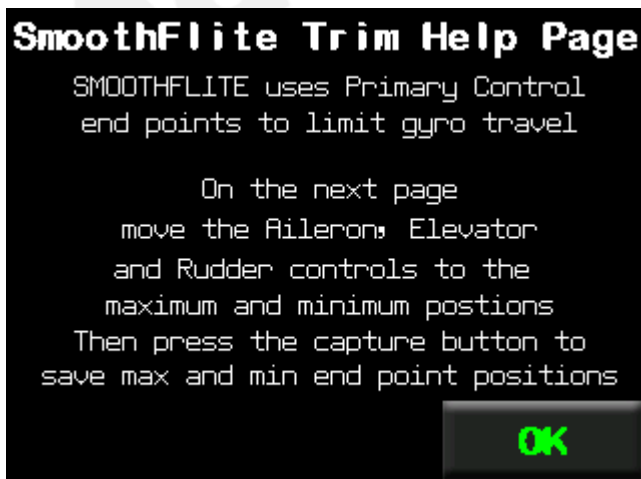 SmoothFlite Trim Help Page
SMOOTHFLITE uses Primary Control
end points to limit gyro travel
On the next page
move the Aileron, Elevator
and Rudder controls to the
maximum and minimum postions
Then press the capture button to
save max and min end point positions
OK